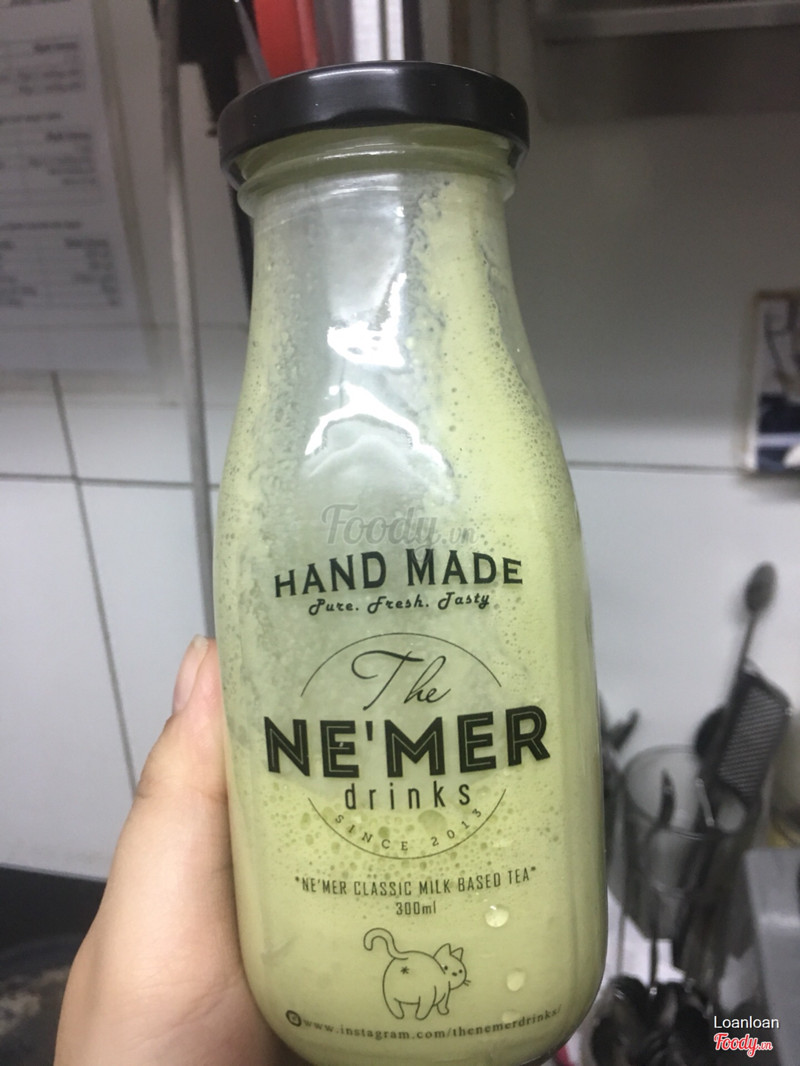 Foody.vn
HAND MADE
Pure. Fresh. Tasty
The
NE'MER
drinks
SINCE 2013
*NE'MER CLASSIC MILK BASED TEA*
300ml
www.instagram.com/thenemerdrinks/
Loanloan
Foody.vn